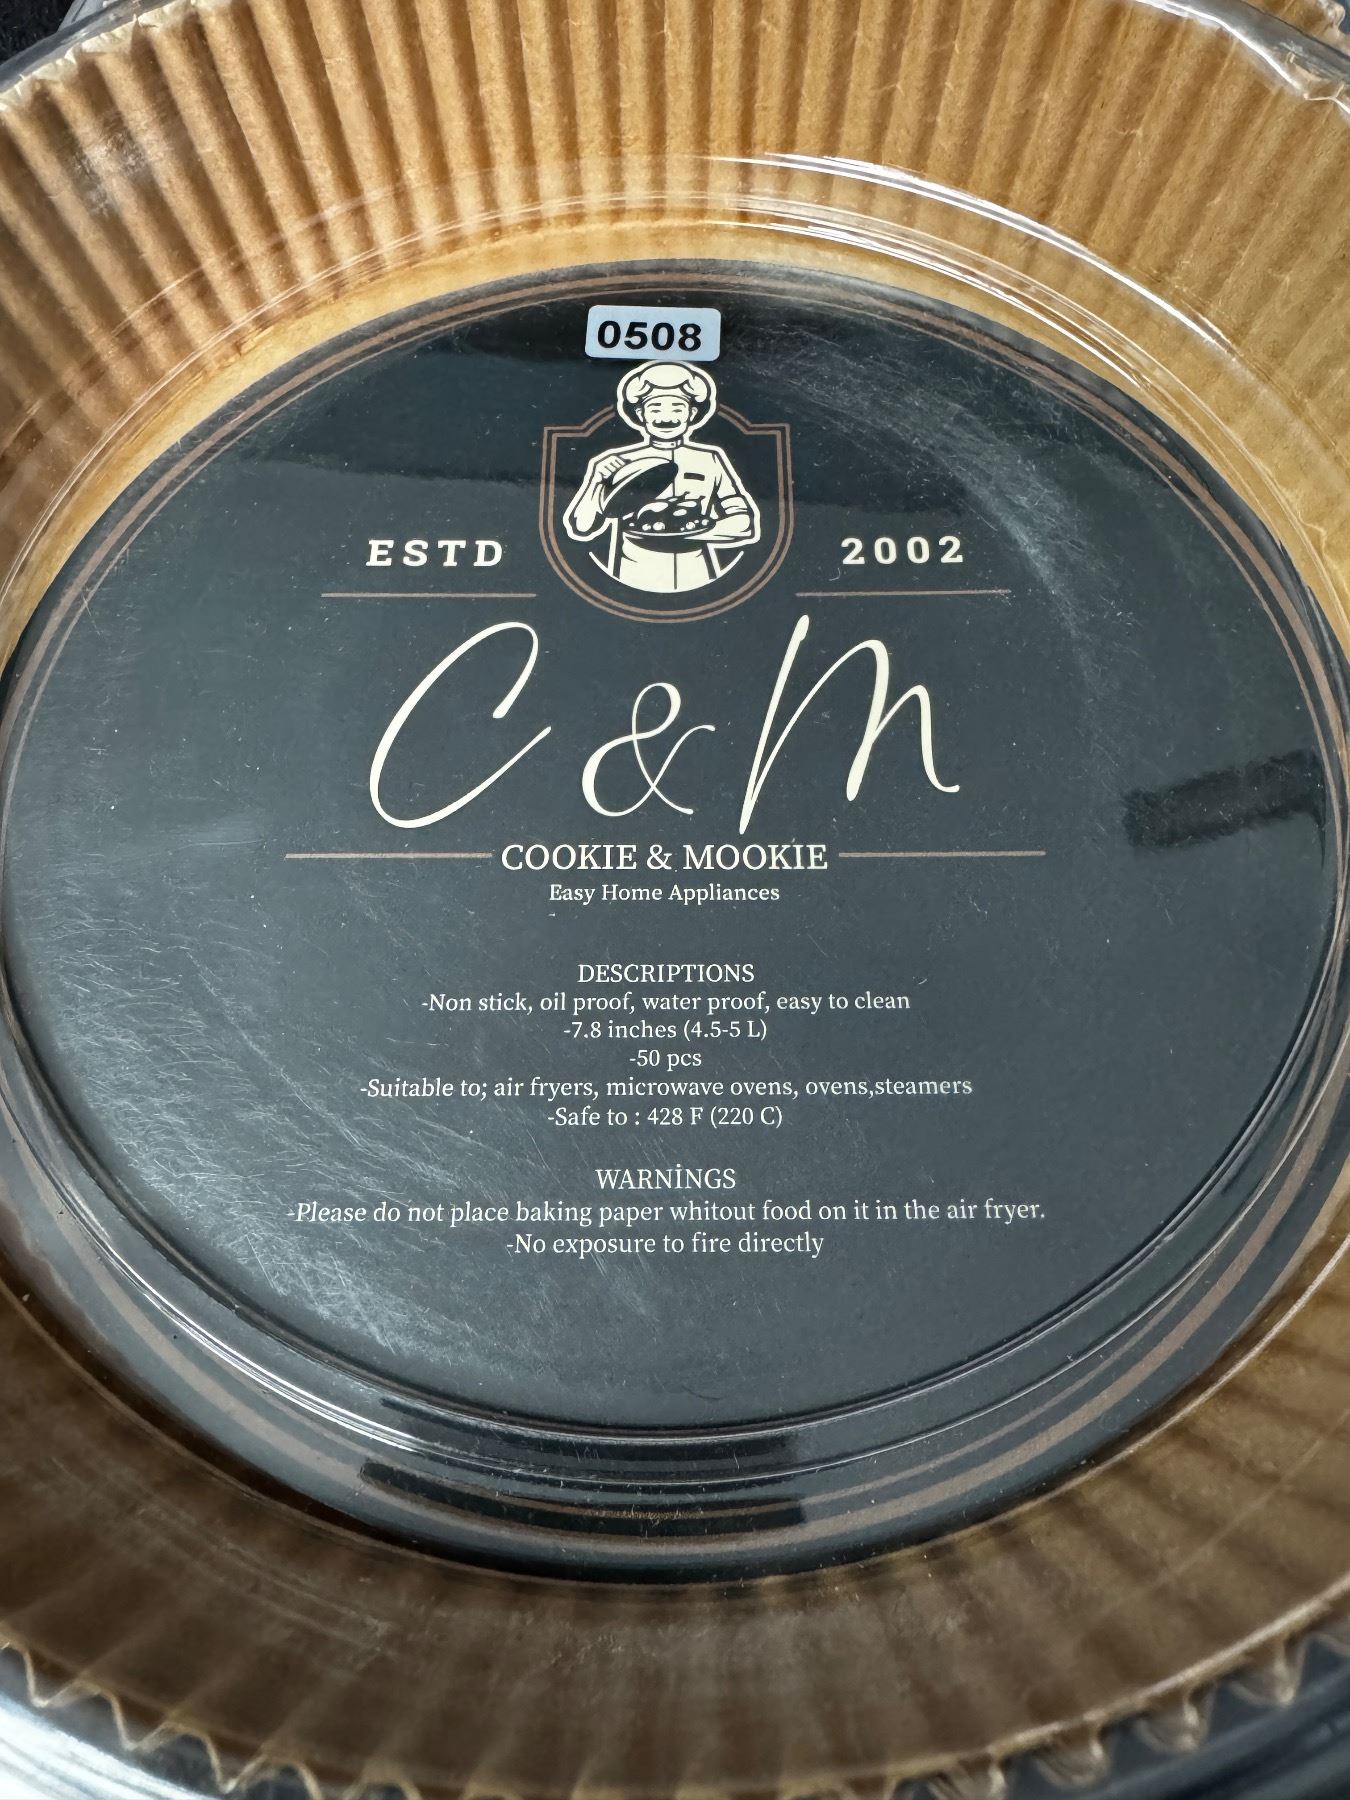 0508
ESTD 2002
C & M
COOKIE & MOOKIE
Easy Home Appliances
DESCRIPTIONS
-Non stick, oil proof, water proof, easy to clean
-7.8 inches (4.5-5 L)
-50 pcs
-Suitable to; air fryers, microwave ovens, ovens,steamers
-Safe to : 428 F (220 C)
WARNİNGS
-Please do not place baking paper whitout food on it in the air fryer.
-No exposure to fire directly